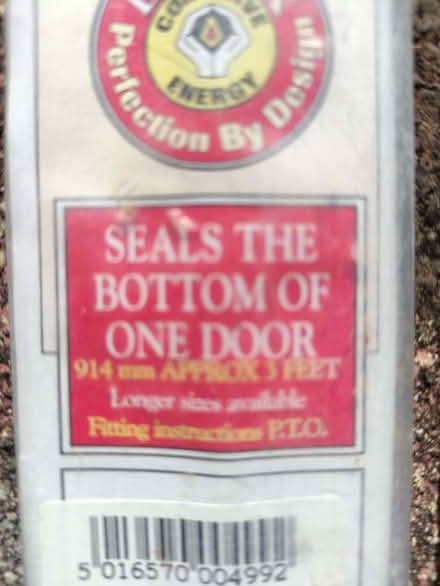 CONSERVE
ENERGY
Perfection By Design
SEALS THE
BOTTOM OF
ONE DOOR
914 mm APPROX 3 FEET
Longer sizes available
Fitting instructions P.T.O.
5 016570 004992